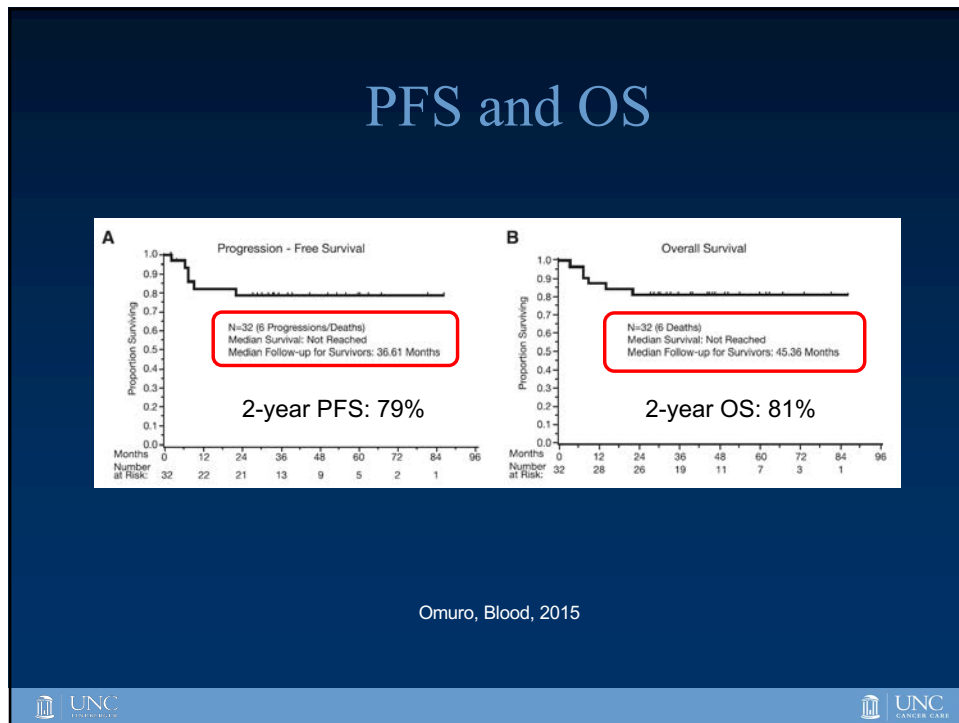 PFS and OS
A
Progression - Free Survival
Proportion Surviving
1.0
0.9
0.8
0.7
0.6
0.5
0.4
0.3
0.2
0.1
0.0
N=32 (6 Progressions/Deaths)
Median Survival: Not Reached
Median Follow-up for Survivors: 36.61 Months
2-year PFS: 79%
Months 0 12 24 36 48 60 72 84 96
Number
at Risk: 32 22 21 13 9 5 2 1
B
Overall Survival
Proportion Surviving
1.0
0.9
0.8
0.7
0.6
0.5
0.4
0.3
0.2
0.1
0.0
N=32 (6 Deaths)
Median Survival: Not Reached
Median Follow-up for Survivors: 45.36 Months
2-year OS: 81%
Months 0 12 24 36 48 60 72 84 96
Number
at Risk: 32 28 26 19 11 7 3 1
Omuro, Blood, 2015
UNC
LINEBERGER
UNC
CANCER CARE